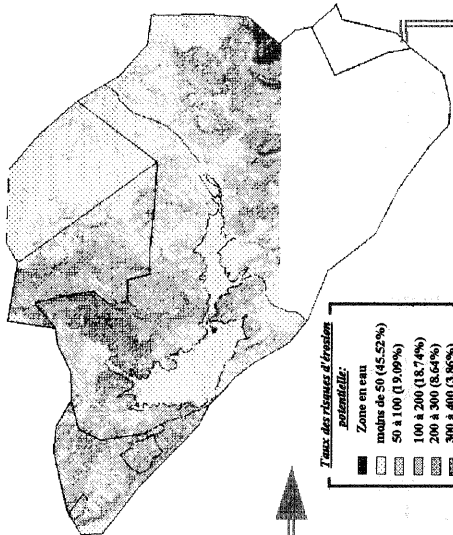 Taux des risques d'érosion
potentielle:
Zone en eau
moins de 50 (45.52%)
50 à 100 (19.09%)
100 à 200 (18.74%)
200 à 300 (8.64%)
300 à 400 (3.86%)